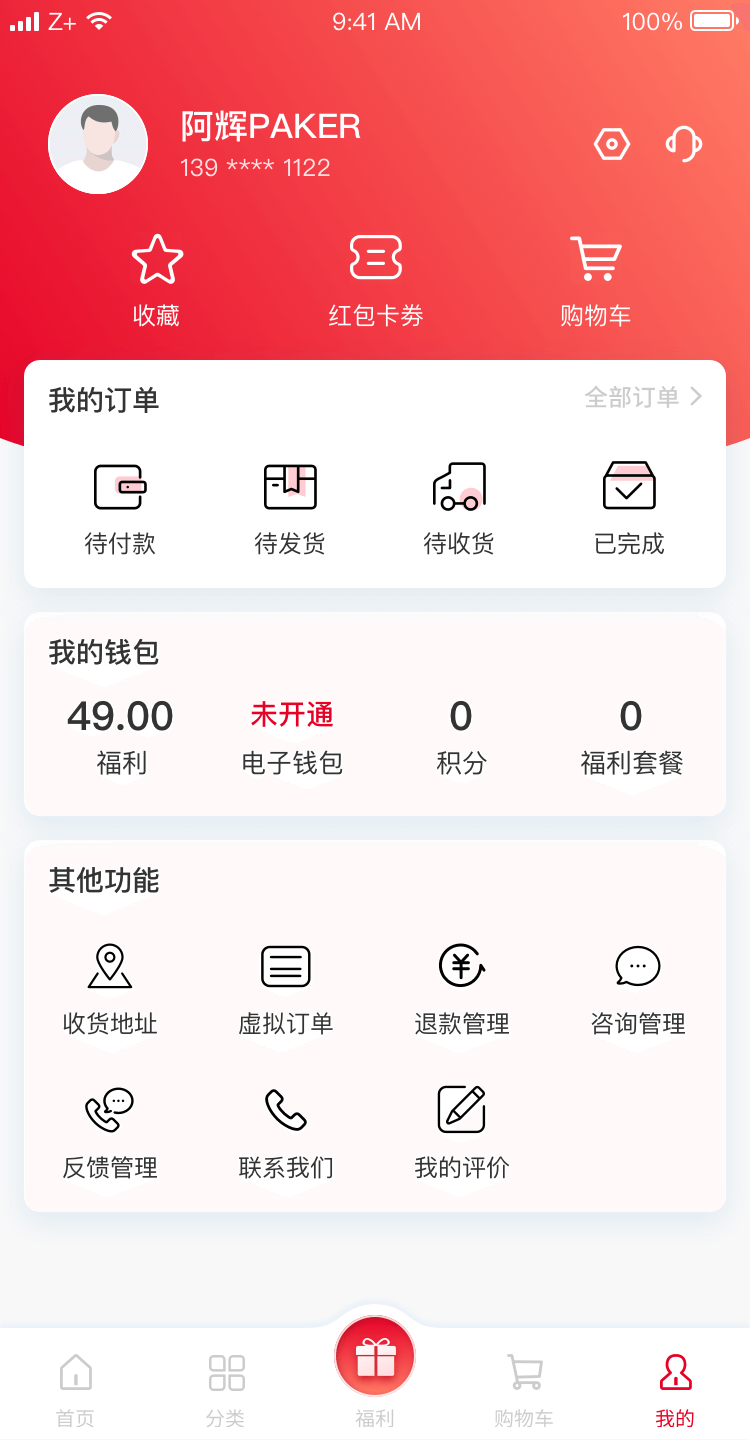 Z+ 9:41 AM 100%
阿辉PAKER
139 **** 1122
收藏 红包卡券 购物车
我的订单 全部订单
待付款 待发货 待收货 已完成
我的钱包
49.00 未开通 0 0
福利 电子钱包 积分 福利套餐
其他功能
收货地址 虚拟订单 退款管理 咨询管理
反馈管理 联系我们 我的评价
首页 分类 福利 购物车 我的